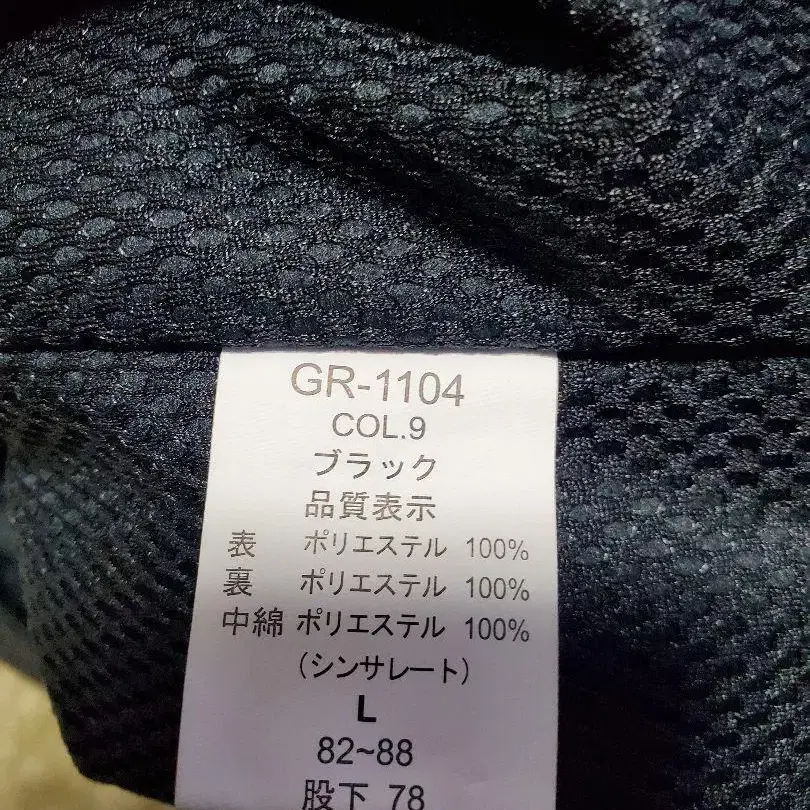 GR-1104
COL.9
ブラック
品質表示
表 ポリエステル 100%
裏 ポリエステル 100%
中綿 ポリエステル 100%
(シンサレート)
L
82~88
股下 78